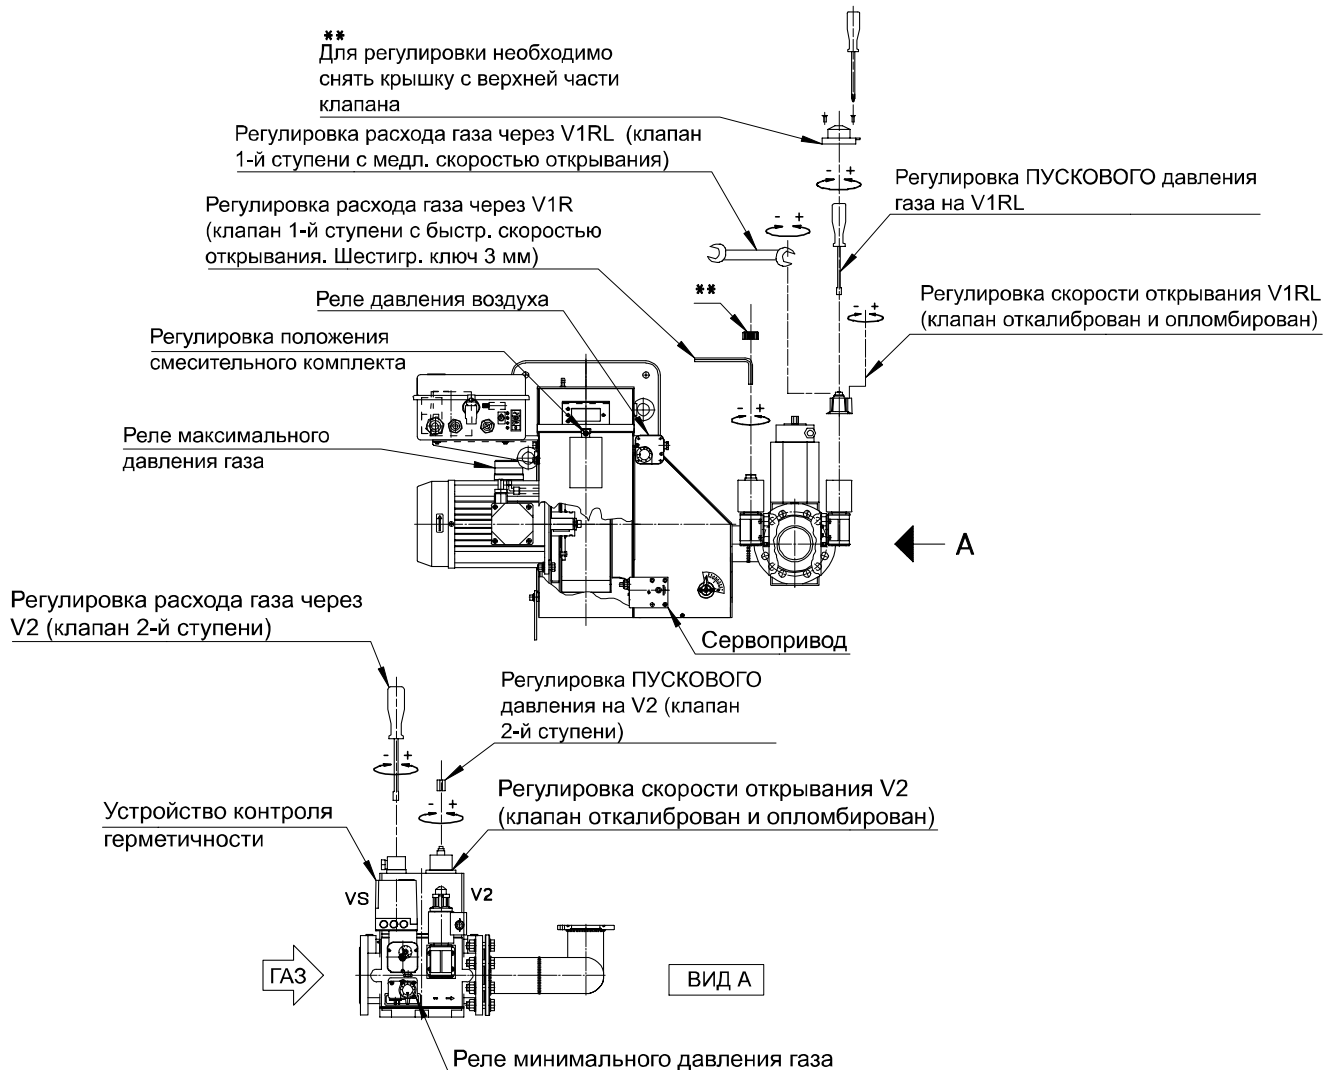 **
Для регулировки необходимо
снять крышку с верхней части
клапана
Регулировка расхода газа через V1RL (клапан
1-й ступени с медл. скоростью открывания)
- +
Регулировка ПУСКОВОГО давления
газа на V1RL
Регулировка расхода газа через V1R
(клапан 1-й ступени с быстр. скоростью
открывания. Шестигр. ключ 3 мм)
- +
**
Регулировка скорости открывания V1RL
(клапан откалиброван и опломбирован)
- +
Реле давления воздуха
Регулировка положения
смесительного комплекта
- +
Реле максимального
давления газа
A
Сервопривод
Регулировка расхода газа через
V2 (клапан 2-й ступени)
- +
Регулировка ПУСКОВОГО
давления на V2 (клапан
2-й ступени)
- +
Регулировка скорости открывания V2
(клапан откалиброван и опломбирован)
Устройство контроля
герметичности
VS
V2
ГАЗ
ВИД А
Реле минимального давления газа